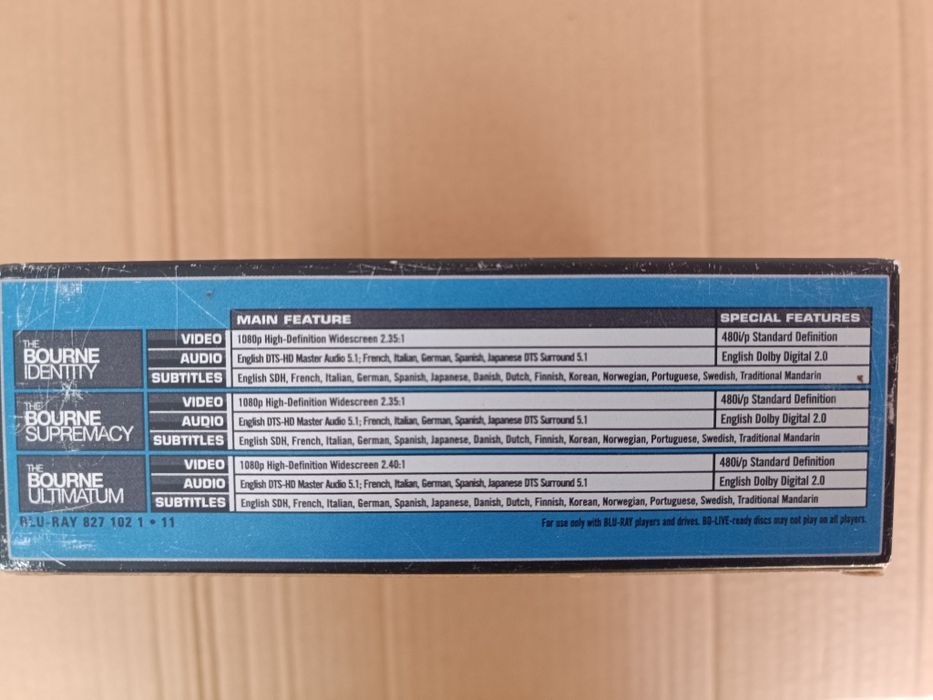 MAIN FEATURE SPECIAL FEATURES
THE BOURNE IDENTITY
VIDEO 1080p High-Definition Widescreen 2.35:1 480i/p Standard Definition
AUDIO English DTS-HD Master Audio 5.1; French, Italian, German, Spanish, Japanese DTS Surround 5.1 English Dolby Digital 2.0
SUBTITLES English SDH, French, Italian, German, Spanish, Japanese, Danish, Dutch, Finnish, Korean, Norwegian, Portuguese, Swedish, Traditional Mandarin
THE BOURNE SUPREMACY
VIDEO 1080p High-Definition Widescreen 2.35:1 480i/p Standard Definition
AUDIO English DTS-HD Master Audio 5.1; French, Italian, German, Spanish, Japanese DTS Surround 5.1 English Dolby Digital 2.0
SUBTITLES English SDH, French, Italian, German, Spanish, Japanese, Danish, Dutch, Finnish, Korean, Norwegian, Portuguese, Swedish, Traditional Mandarin
THE BOURNE ULTIMATUM
VIDEO 1080p High-Definition Widescreen 2.40:1 480i/p Standard Definition
AUDIO English DTS-HD Master Audio 5.1; French, Italian, German, Spanish, Japanese DTS Surround 5.1 English Dolby Digital 2.0
SUBTITLES English SDH, French, Italian, German, Spanish, Japanese, Danish, Dutch, Finnish, Korean, Norwegian, Portuguese, Swedish, Traditional Mandarin
BLU-RAY 827 102 1 • 11 For use only with BLU-RAY players and drives. BD-LIVE-ready discs may not play on all players.